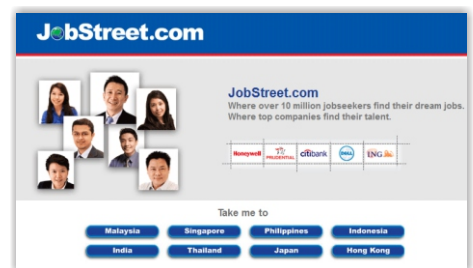 JobStreet.com
JobStreet.com
Where over 10 million jobseekers find their dream jobs.
Where top companies find their talent.
Honeywell PRUDENTIAL citibank DELL ING
Take me to
Malaysia Singapore Philippines Indonesia
India Thailand Japan Hong Kong